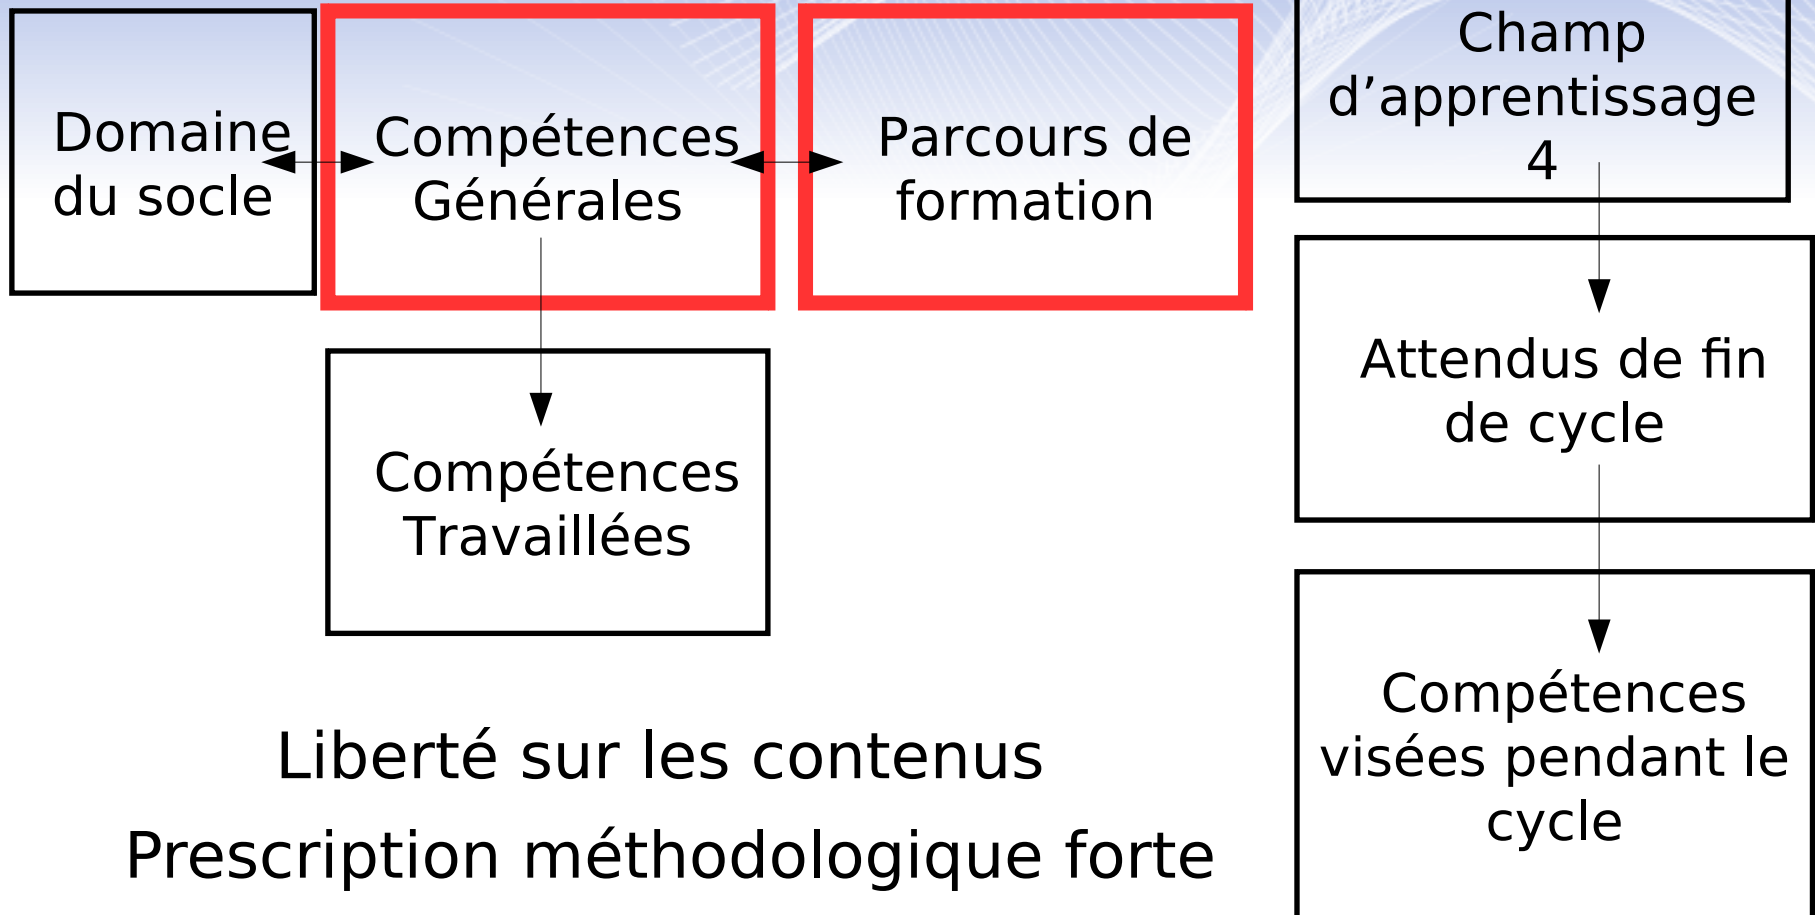 Domaine
du socle
Compétences
Générales
Parcours de
formation
Champ
d’apprentissage
4
Attendus de fin
de cycle
Compétences
Travaillées
Compétences
visées pendant le
cycle
Liberté sur les contenus
Prescription méthodologique forte